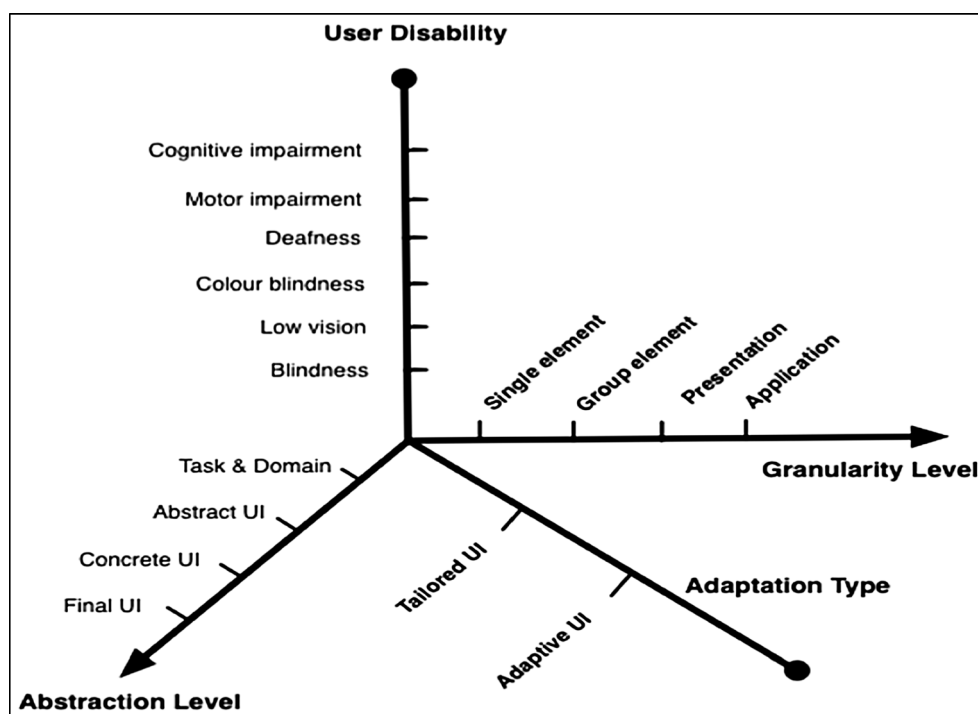 User Disability
Cognitive impairment
Motor impairment
Deafness
Colour blindness
Low vision
Blindness
Single element
Group element
Presentation
Application
Granularity Level
Task & Domain
Abstract UI
Concrete UI
Final UI
Abstraction Level
Tailored UI
Adaptive UI
Adaptation Type